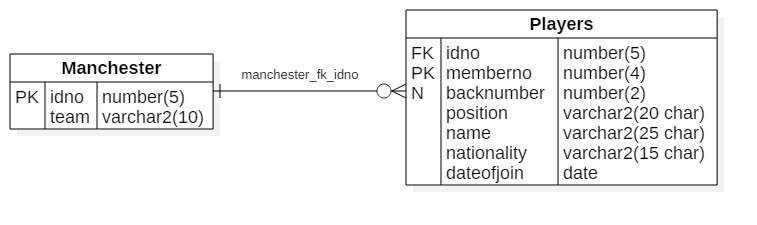 Manchester
PK idno number(5)
team varchar2(10)
manchester_fk_idno
Players
FK idno number(5)
PK memberno number(4)
N backnumber number(2)
position varchar2(20 char)
name varchar2(25 char)
nationality varchar2(15 char)
dateofjoin date